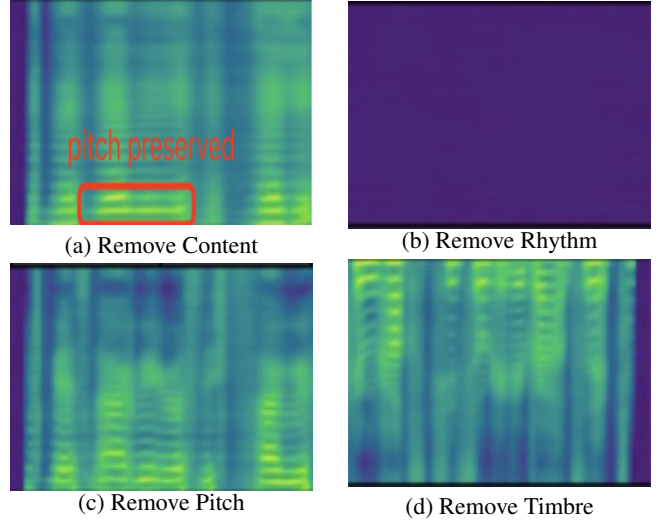 pitch preserved
(a) Remove Content
(b) Remove Rhythm
(c) Remove Pitch
(d) Remove Timbre